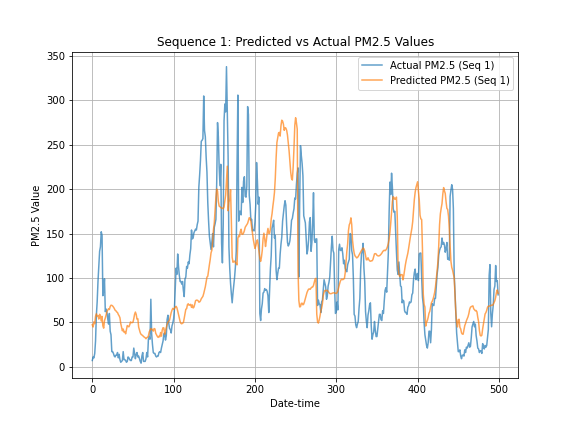 Sequence 1: Predicted vs Actual PM2.5 Values
Actual PM2.5 (Seq 1)
Predicted PM2.5 (Seq 1)
350
300
250
200
150
100
50
0
PM2.5 Value
0 100 200 300 400 500
Date-time